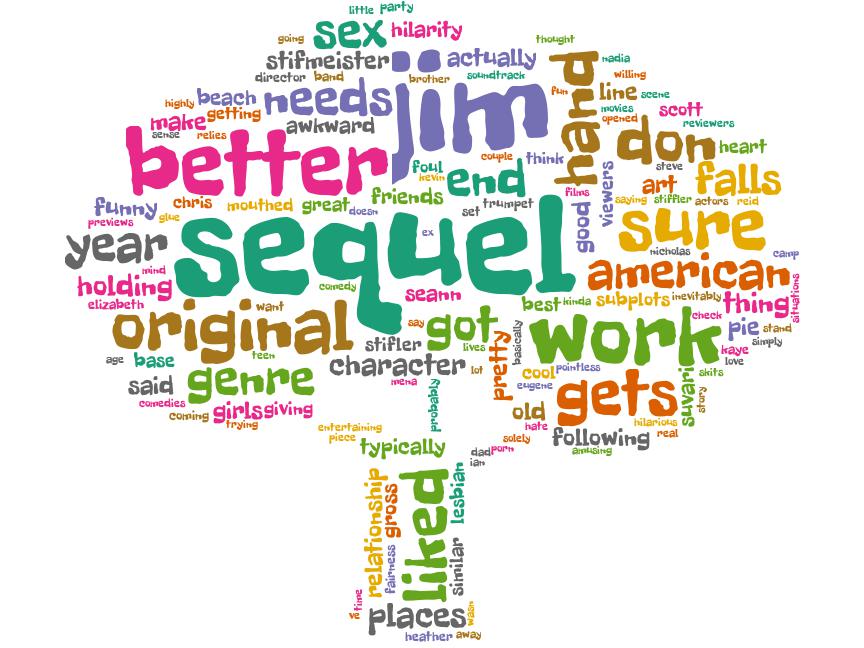 little party
sex hilarity
going
thought
stifmeister
jim
actually
hand
nadia
director band
brother
soundtrack
willing
highly
beach
needs
fun
line scene
make getting
movies
scott
opened
reviewers
sense
relies
awkward
don
heart
better
couple
think
steve
foul
kevin
end
viewers
art
falls
funny
chris
mouthed
great
friends
films
saying
stiffler
actors
reid
previews
glue
doesn
set
trumpet
good
sure
year
sequel
ex
nicholas
camp
mind
american
holding
comedy
seann
situations
elizabeth
want
best
kinda
subplots
inevitably
thing
original
say
got
work
check
pie
stand
stifler
lives
basically
simply
age
base
teen
character
lot
pretty
kaye
love
said
genre
mena
cool
pointless
eugene
gets
suvari
skits
story
comedies
girls
giving
probably
old
coming
trying
hate
hilarious
real
entertaining
piece
typically
solely
following
amusing
dad
porn
ian
relationship
gross
liked
lesbian
fairness
similar
time
ve
places
wasn
heather
away